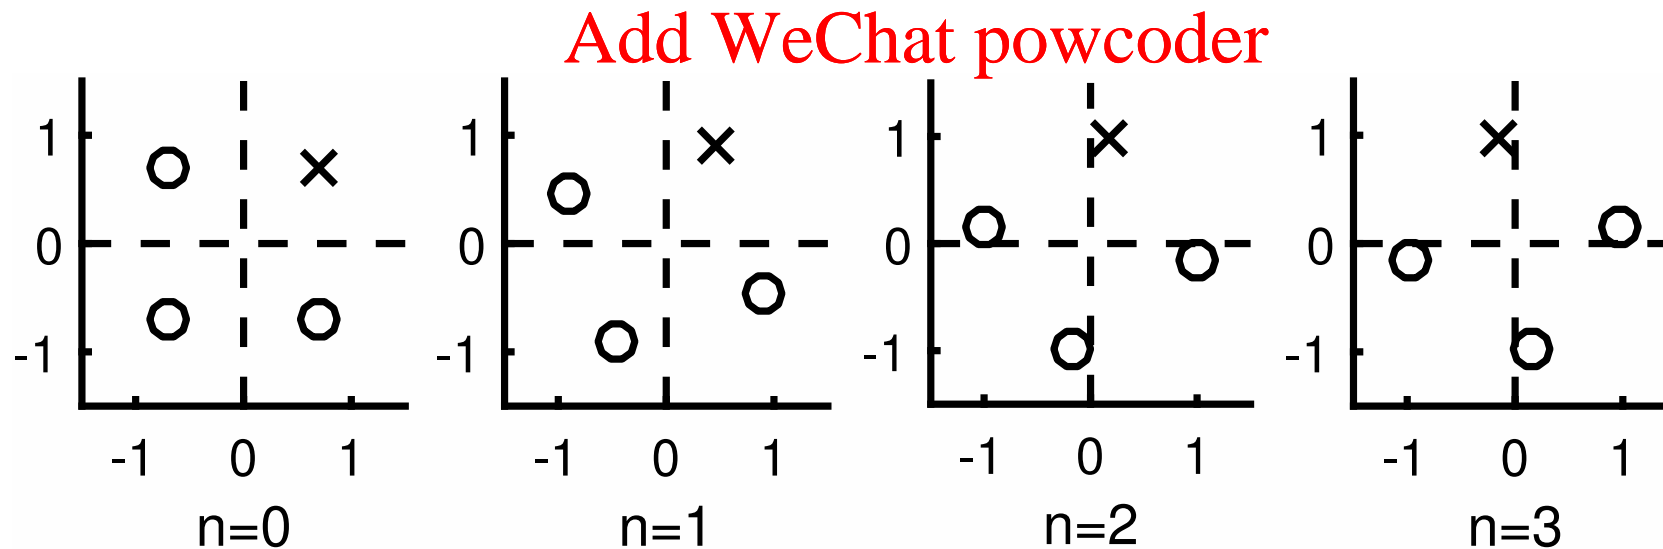 Add WeChat powcoder
1 1 1 1
0 0 0 0
-1 -1 -1 -1
-1 0 1 -1 0 1 -1 0 1 -1 0 1
n=0 n=1 n=2 n=3